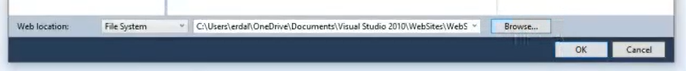 Web location: File System C:\Users\erdal\OneDrive\Documents\Visual Studio 2010\WebSites\WebS Browse...
OK Cancel